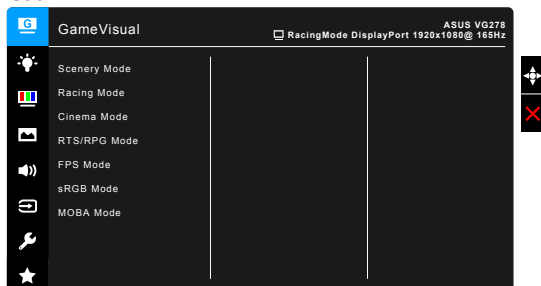 G
GameVisual
ASUS VG278
RacingMode DisplayPort 1920x1080@ 165Hz
Scenery Mode
Racing Mode
Cinema Mode
RTS/RPG Mode
FPS Mode
sRGB Mode
MOBA Mode